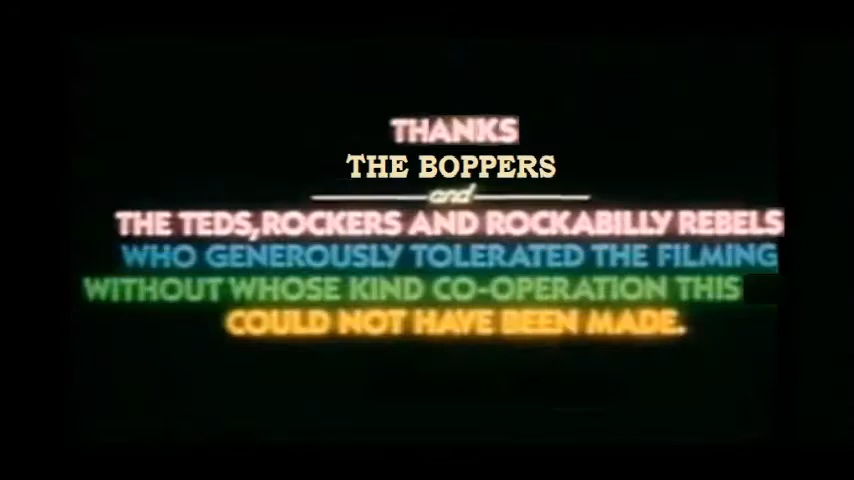 THANKS
THE BOPPERS
and
THE TEDS, ROCKERS AND ROCKABILLY REBELS
WHO GENEROUSLY TOLERATED THE FILMING
WITHOUT WHOSE KIND CO-OPERATION THIS
COULD NOT HAVE BEEN MADE.